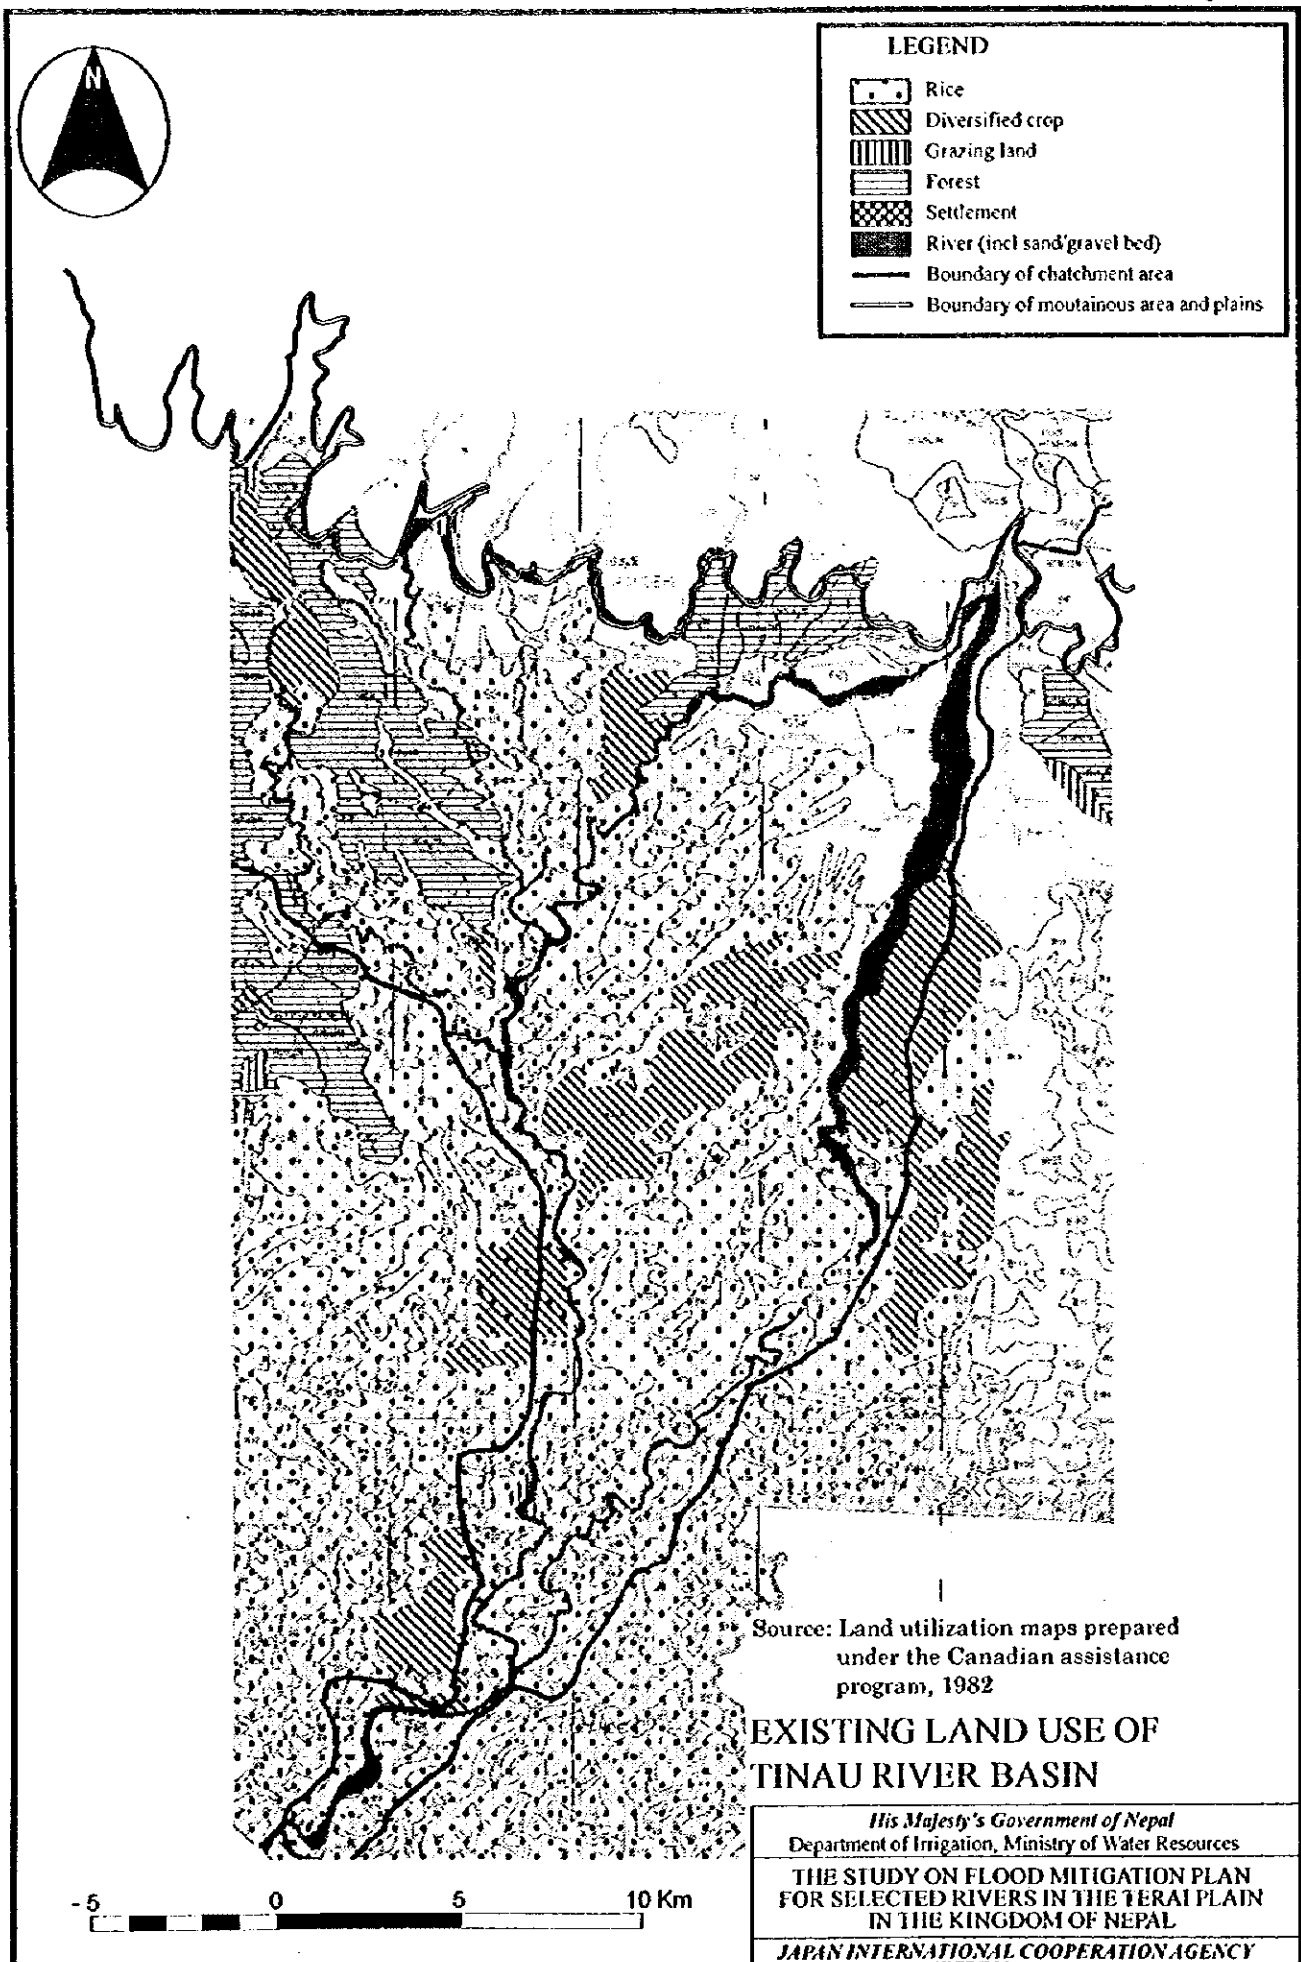 N
LEGEND
Rice
Diversified crop
Grazing land
Forest
Settlement
River (incl sand/gravel bed)
Boundary of chatchment area
Boundary of moutainous area and plains
Source: Land utilization maps prepared
under the Canadian assistance
program, 1982
EXISTING LAND USE OF
TINAU RIVER BASIN
His Majesty's Government of Nepal
Department of Irrigation, Ministry of Water Resources
THE STUDY ON FLOOD MITIGATION PLAN
FOR SELECTED RIVERS IN THE TERAI PLAIN
IN THE KINGDOM OF NEPAL
JAPAN INTERNATIONAL COOPERATION AGENCY
- 5 0 5 10 Km